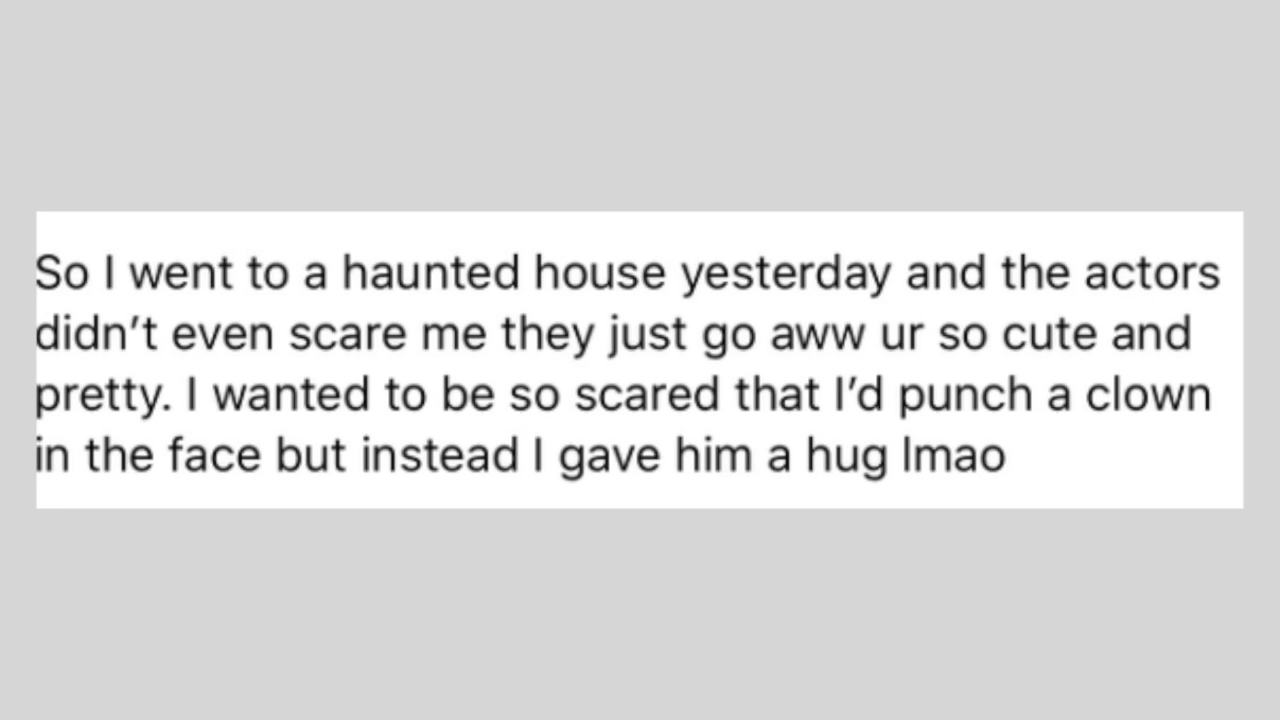 So I went to a haunted house yesterday and the actors
didn’t even scare me they just go aww ur so cute and
pretty. I wanted to be so scared that I’d punch a clown
in the face but instead I gave him a hug lmao